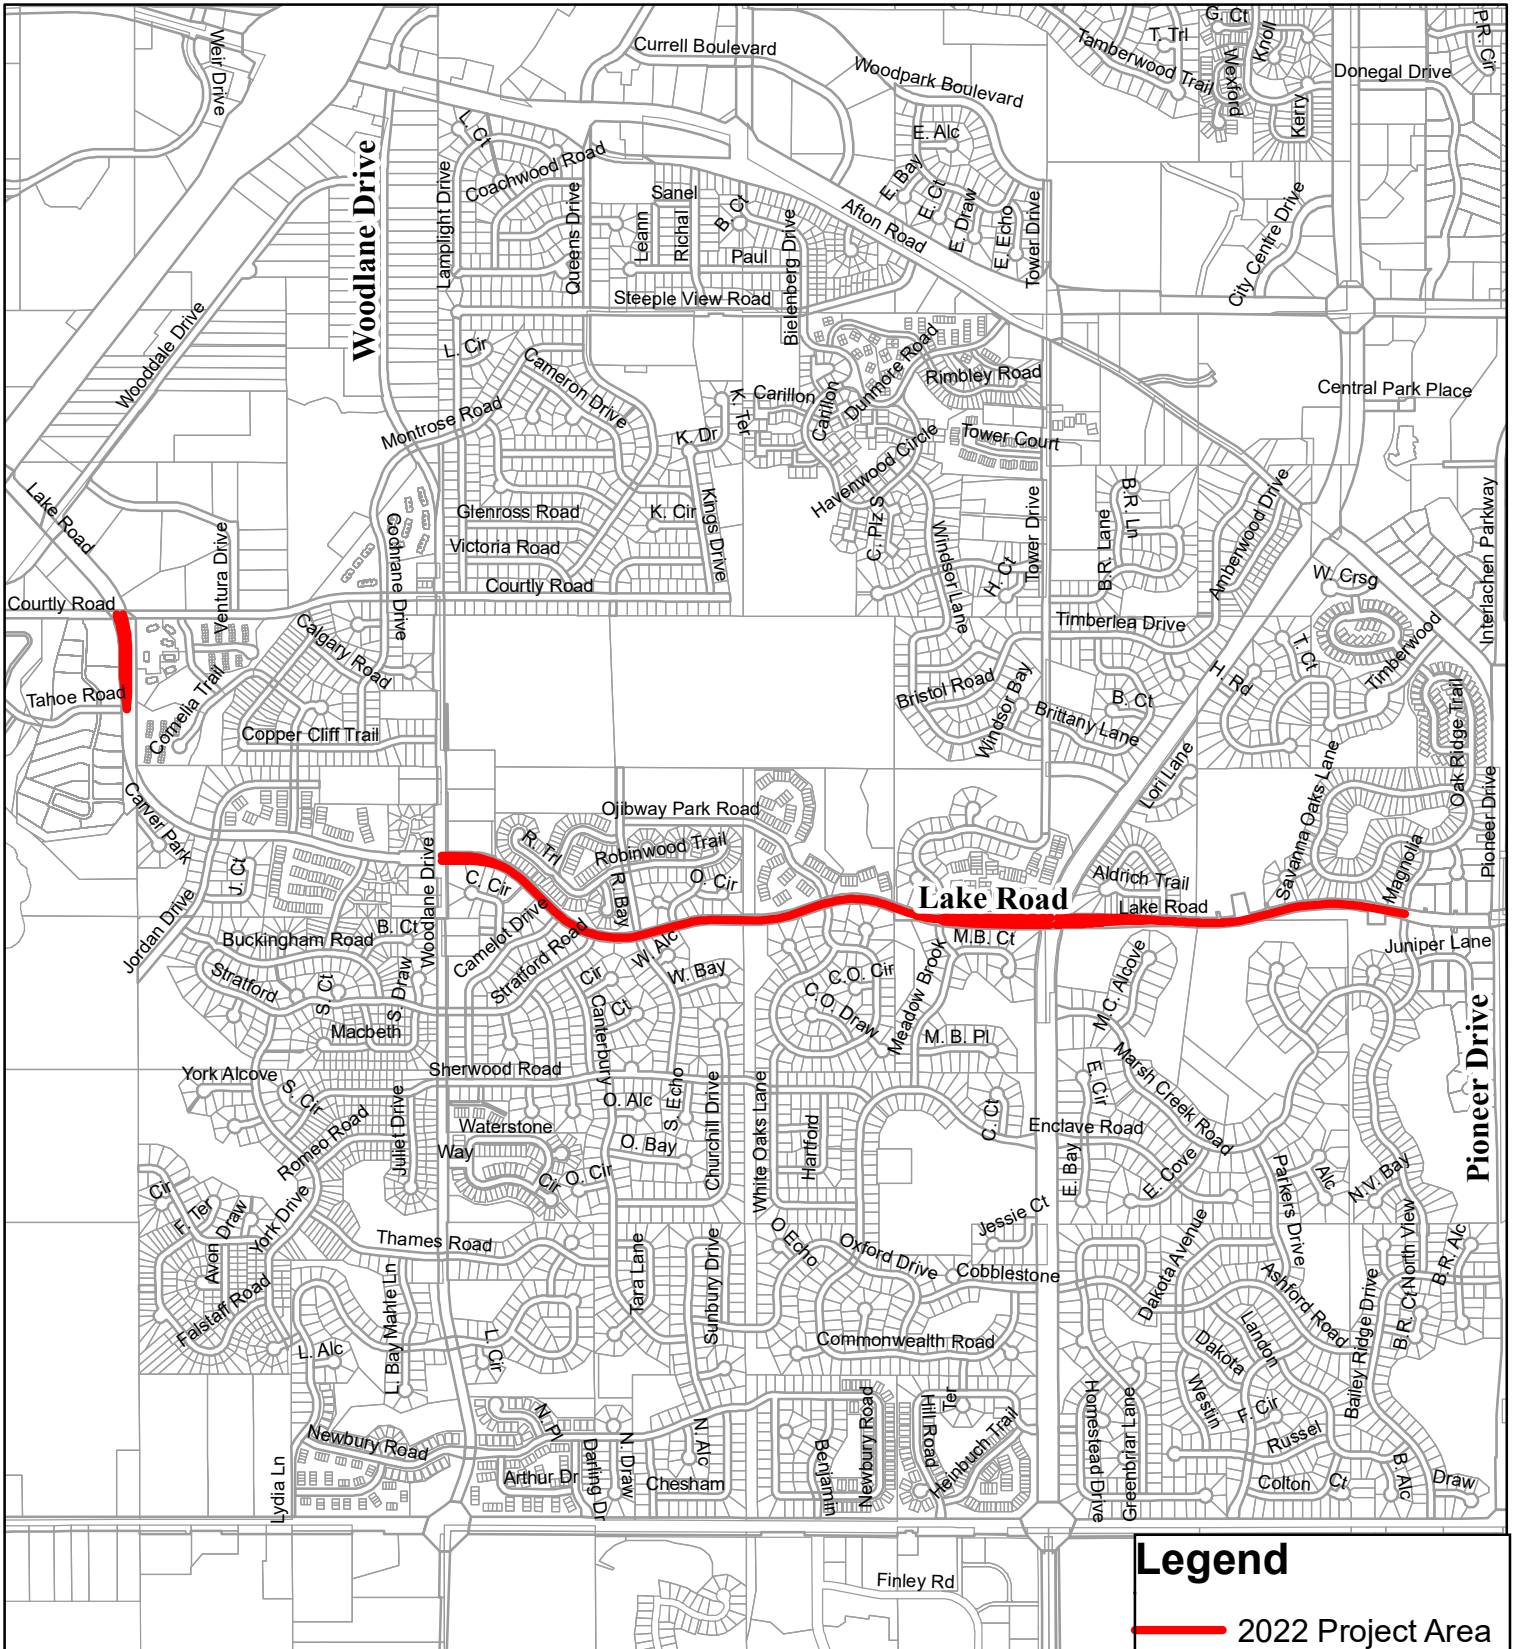 Weir Drive
Currell Boulevard
Woodpark Boulevard
Tamberwood Trail
T. Trl
G. Ct
Knoll
Wexford
Kerry
Donegal Drive
P.R. Cir
Woodlane Drive
L. Ct
Coachwood Road
Lamplight Drive
Queens Drive
Sanel
Leann
Richal
B. Ct
Paul
Bielenberg Drive
Steeple View Road
E. Alc
E. Bay
E. Ct
E. Draw
E. Echo
Tower Drive
Afton Road
City Centre Drive
Wooddale Drive
L. Cir
Cameron Drive
Montrose Road
K. Ter
K. Dr
Carillon
Carillon
Dunmore Road
Rimbley Road
Havenwood Circle
Tower Court
Central Park Place
Lake Road
Ventura Drive
Cochrane Drive
Glenross Road
Victoria Road
Courtly Road
K. Cir
Kings Drive
C. Plz S
Windsor Lane
H. Ct
Tower Drive
B.R. Lane
B.R. Ln
Amberwood Drive
Interlachen Parkway
W. Crsg
Courtly Road
Tahoe Road
Calgary Road
Cornelia Trail
Copper Cliff Trail
Timberlea Drive
Bristol Road
Windsor Bay
Brittany Lane
B. Ct
H. Rd
T. Ct
Timberwood
Oak Ridge Trail
Lori Lane
Savanna Oaks Lane
Pioneer Drive
Carver Park
J. Ct
Jordan Drive
Woodlane Drive
Ojibway Park Road
R. Trl
Robinwood Trail
R. Bay
O. Cir
C. Cir
Camelot Drive
Stratford Road
Lake Road
Aldrich Trail
Lake Road
Magnolia
Juniper Lane
Buckingham Road
B. Ct
Stratford
S. Ct
S. Draw
Macbeth
W. Alc
W. Bay
Cir
Ct
Canterbury
C.O. Cir
C.O. Draw
Meadow Brook
M.B. Ct
M. B. Pl
M.C. Alcove
Pioneer Drive
York Alcove
S. Cir
Romeo Road
Juliet Drive
Sherwood Road
Waterstone
Way
Cir
O. Cir
O. Alc
O. Bay
S. Echo
Churchill Drive
White Oaks Lane
Hartford
C. Ct
Enclave Road
E. Cir
E. Bay
E. Cove
Marsh Creek Road
Parkers Drive
Alc
N.V. Bay
Cir
F. Ter
Avon
Draw
York Drive
Falstaff Road
Thames Road
L. Bay
Mahle Ln
L. Alc
L. Cir
Tara Lane
Sunbury Drive
O Echo
Oxford Drive
Jessie Ct
Cobblestone
Commonwealth Road
Dakota Avenue
Ashford Road
Landon
Dakota
Westin
Bailey Ridge Drive
B.R. Ct
North View
B.R. Alc
Newbury Road
Lydia Ln
N. Pl
Arthur Dr
Darling Dr
N. Draw
N. Alc
Chesham
Benjamin
Newbury Road
Hill Road
Ter
Heinbuch Trail
Homestead Drive
Greenbriar Lane
F. Cir
Russel
Colton
Ct
B. Alc
Draw
Finley Rd
Legend
2022 Project Area